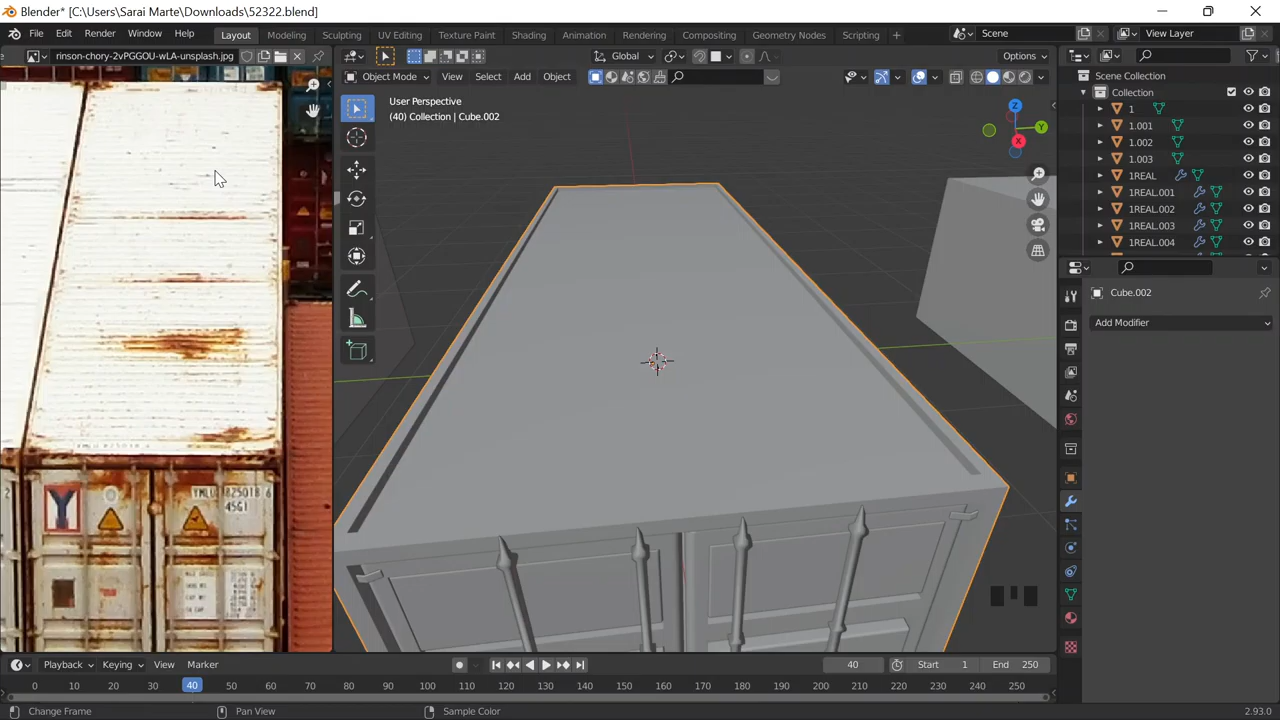 Blender* [C:\Users\Sarai Marte\Downloads\52322.blend]
File Edit Render Window Help Layout Modeling Sculpting UV Editing Texture Paint Shading Animation Rendering Compositing Geometry Nodes Scripting + Scene View Layer
rinson-chory-2vPGGOU-wLA-unsplash.jpg Global Options
Object Mode View Select Add Object
User Perspective
(40) Collection | Cube.002
Z
Y
X
Scene Collection
Collection
1
1.001
1.002
1.003
1REAL
1REAL.001
1REAL.002
1REAL.003
1REAL.004
Cube.002
Add Modifier
Y
45G1
Playback Keying View Marker 40 Start 1 End 250
0 10 20 30 40 50 60 70 80 90 100 110 120 130 140 150 160 170 180 190 200 210 220 230 240 250
Change Frame Pan View Sample Color 2.93.0